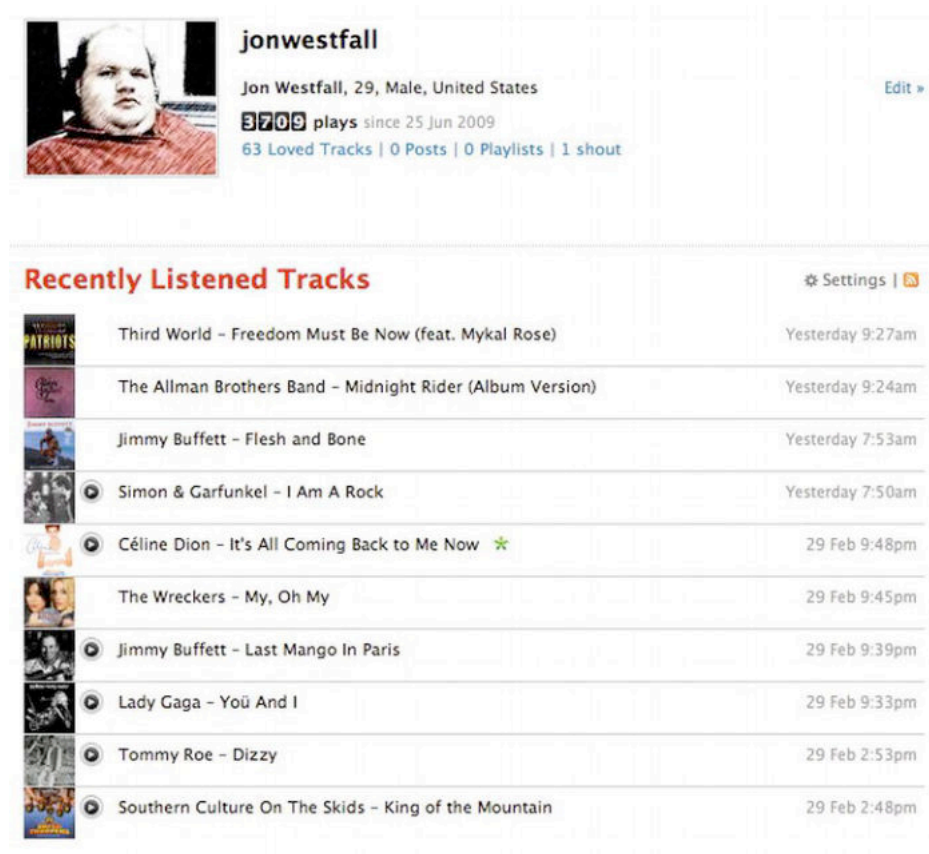 jonwestfall
Jon Westfall, 29, Male, United States
Edit »
3709 plays since 25 Jun 2009
63 Loved Tracks | 0 Posts | 0 Playlists | 1 shout
Recently Listened Tracks
Settings |
PATRIOTS
Third World – Freedom Must Be Now (feat. Mykal Rose) Yesterday 9:27am
The Allman Brothers Band – Midnight Rider (Album Version) Yesterday 9:24am
Jimmy Buffett – Flesh and Bone Yesterday 7:53am
Simon & Garfunkel – I Am A Rock Yesterday 7:50am
Céline Dion – It's All Coming Back to Me Now 29 Feb 9:48pm
The Wreckers – My, Oh My 29 Feb 9:45pm
Jimmy Buffett – Last Mango In Paris 29 Feb 9:39pm
Lady Gaga – Yoü And I 29 Feb 9:33pm
Tommy Roe – Dizzy 29 Feb 2:53pm
Southern Culture On The Skids – King of the Mountain 29 Feb 2:48pm